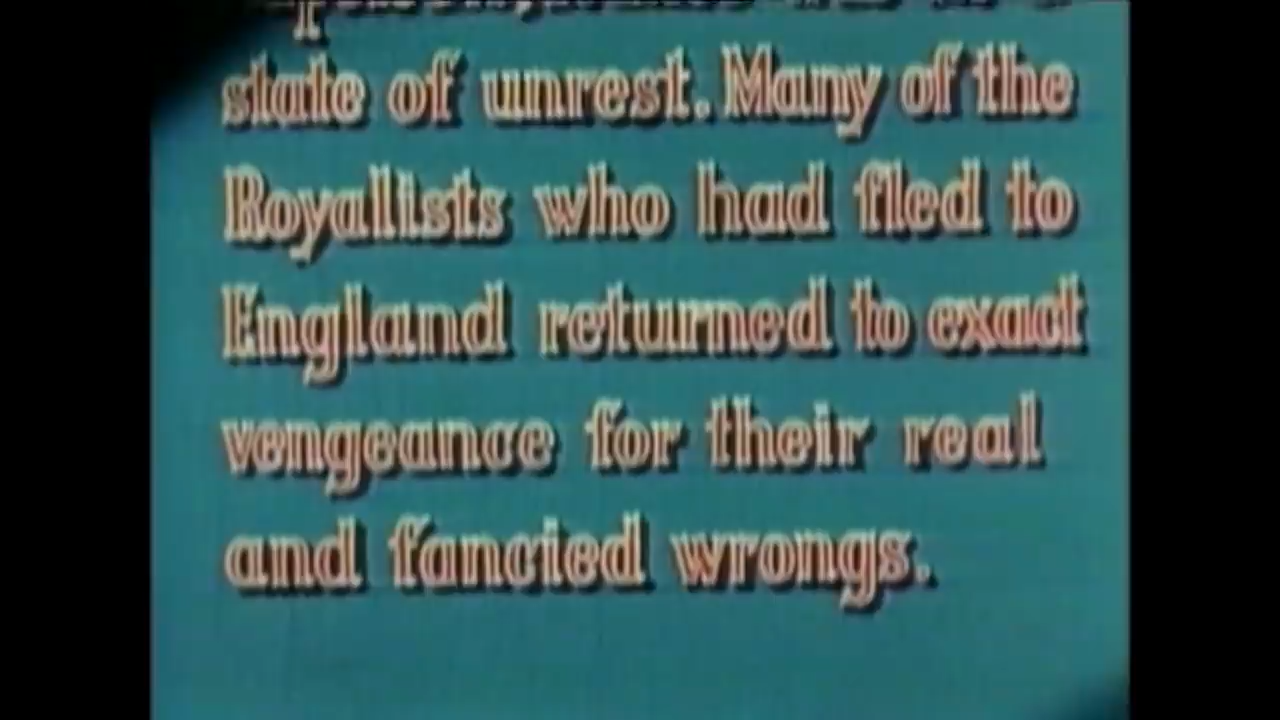 state of unrest. Many of the
Royalists who had fled to
England returned to exact
vengeance for their real
and fancied wrongs.